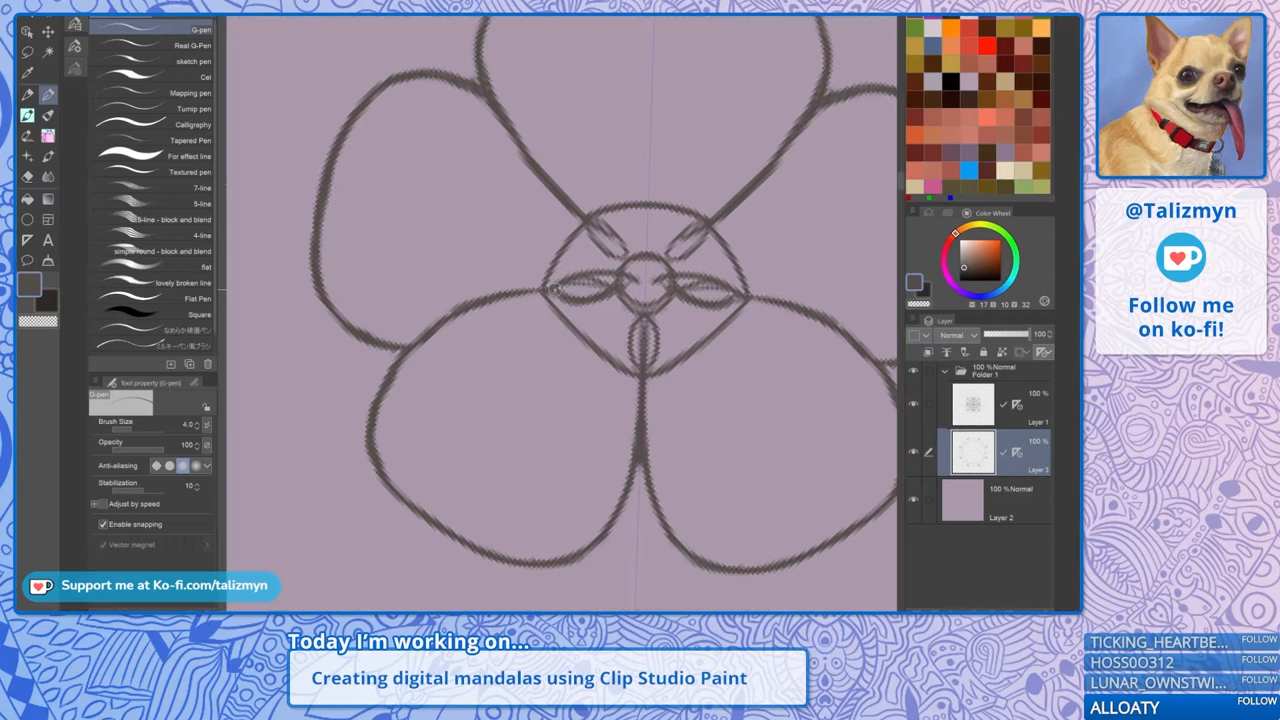 G-pen
Real G-Pen
sketch pen
Cel
Mapping pen
Turnip pen
Calligraphy
Tapered Pen
For effect line
Textured pen
7-line
5-line
5-line - block and blend
4-line
simple round - block and blend
flat
lovely broken line
Flat Pen
Square
Tool property [G-pen]
G-pen
Brush Size 4.0
Opacity 100
Anti-aliasing
Stabilization 10
Adjust by speed
Enable snapping
Vector magnet
Color Wheel
17 10 32
Layer
Normal 100
100 % Normal
Folder 1
100 %
Layer 1
100 %
Layer 3
100 % Normal
Layer 2
@Talizmyn
Follow me
on ko-fi!
Support me at Ko-fi.com/talizmyn
Today I'm working on...
Creating digital mandalas using Clip Studio Paint
TICKING_HEARTBE... FOLLOW
HOSS0O312 FOLLOW
LUNAR_OWNSTWI... FOLLOW
ALLOATY FOLLOW